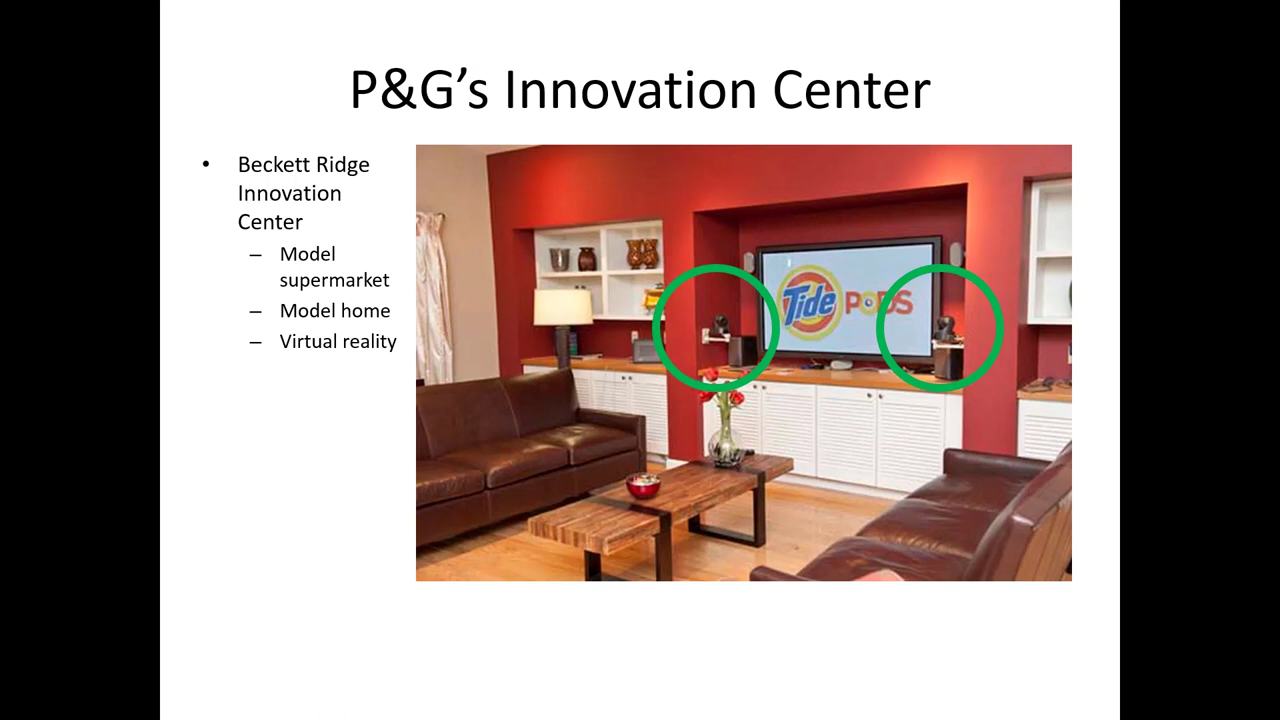 P&G’s Innovation Center
• Beckett Ridge
Innovation
Center
– Model
supermarket
– Model home
– Virtual reality
Tide PODS